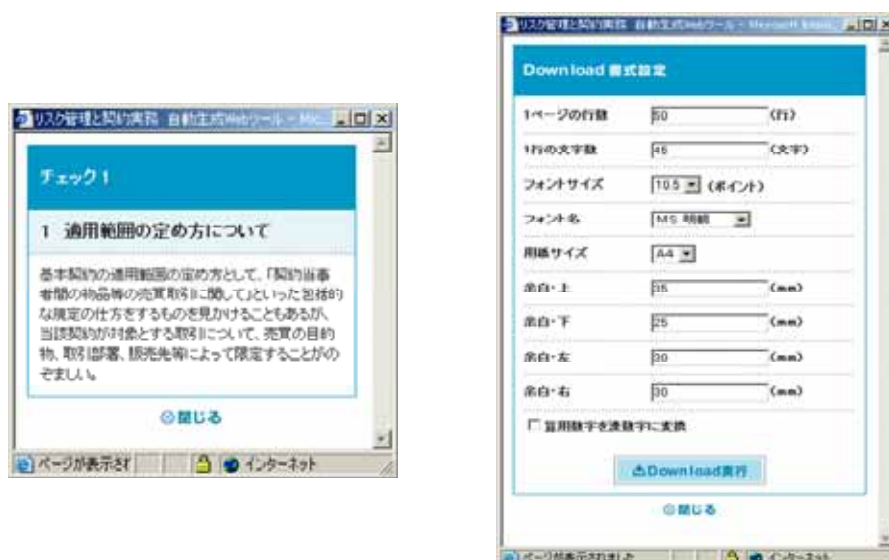 リスク管理と契約実務 自動生成Webツール - Mic...
チェック1
1 適用範囲の定め方について
基本契約の適用範囲の定め方として、「契約当事
者間の物品等の売買取引に関して」といった包括的
な規定の仕方をするものを見かけることもあるが、
当該契約が対象とする取引について、売買の目的
物、取引部署、販売先等によって限定することがの
ぞましい。
閉じる
ページが表示され
インターネット
リスク管理と契約実務 自動生成Webツール - Microsoft
Download 書式設定
1ページの行数 50 (行)
1行の文字数 45 (文字)
フォントサイズ 10.5 (ポイント)
フォント名 MS 明朝
用紙サイズ A4
余白・上 35 (mm)
余白・下 25 (mm)
余白・左 30 (mm)
余白・右 30 (mm)
算用数字を漢数字に変換
Download実行
閉じる
ページが表示されました
インターネット